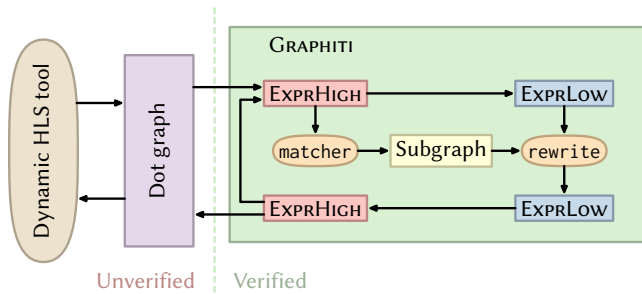 Dynamic HLS tool
Dot graph
GRAPHITI
EXPRHIGH
EXPRLOW
matcher
Subgraph
rewrite
EXPRHIGH
EXPRLOW
Unverified
Verified